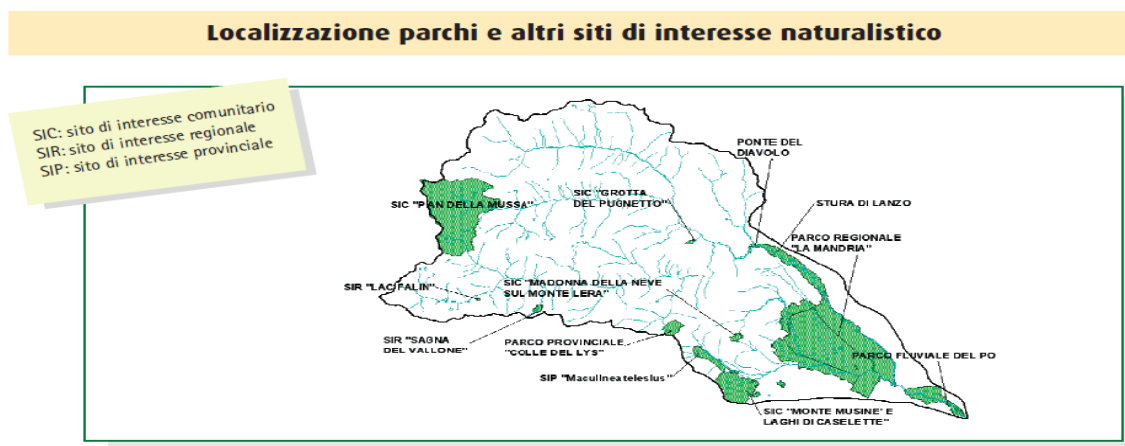 Localizzazione parchi e altri siti di interesse naturalistico
SIC: sito di interesse comunitario
SIR: sito di interesse regionale
SIP: sito di interesse provinciale
PONTE DEL
DIAVOLO
SIC "GROTTA
DEL PUGNETTO"
SIC "PIAN DELLA MUSSA"
STURA DI LANZO
PARCO REGIONALE
"LA MANDRIA"
SIC "MADONNA DELLA NEVE
SUL MONTE LERA"
SIR "LAGI FALIN"
SIR "SAGNA
DEL VALLONE"
PARCO PROVINCIALE
"COLLE DEL LYS"
PARCO FLUVIALE DEL PO
SIP "Maculinea teleslus"
SIC "MONTE MUSINE' E
LAGHI DI CASELETTE"